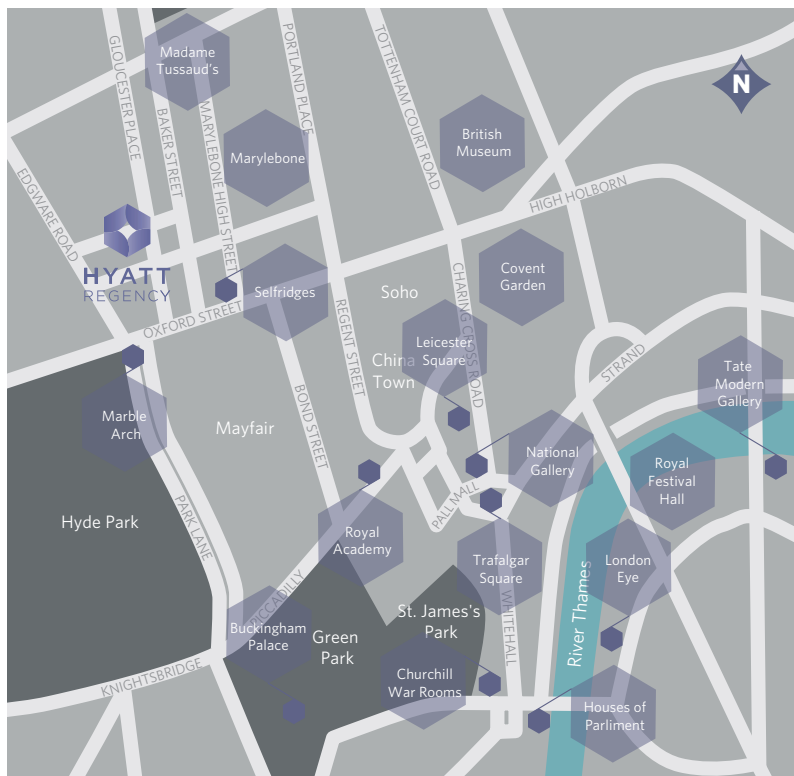 Madame
Tussaud's
GLOUCESTER PLACE
BAKER STREET
MARYLEBONE HIGH STREET
PORTLAND PLACE
TOTTENHAM COURT ROAD
N
Marylebone
British
Museum
EDGWARE ROAD
HIGH HOLBORN
HYATT
REGENCY
OXFORD STREET
Selfridges
Soho
Covent
Garden
REGENT STREET
CHARING CROSS ROAD
Leicester
Square
China
Town
STRAND
Tate
Modern
Gallery
Marble
Arch
Mayfair
BOND STREET
National
Gallery
Royal
Festival
Hall
PALL MALL
Hyde Park
PARK LANE
Royal
Academy
Trafalgar
Square
London
Eye
PICCADILLY
WHITEHALL
River Thames
Buckingham
Palace
Green
Park
St. James's
Park
KNIGHTSBRIDGE
Churchill
War Rooms
Houses of
Parliment